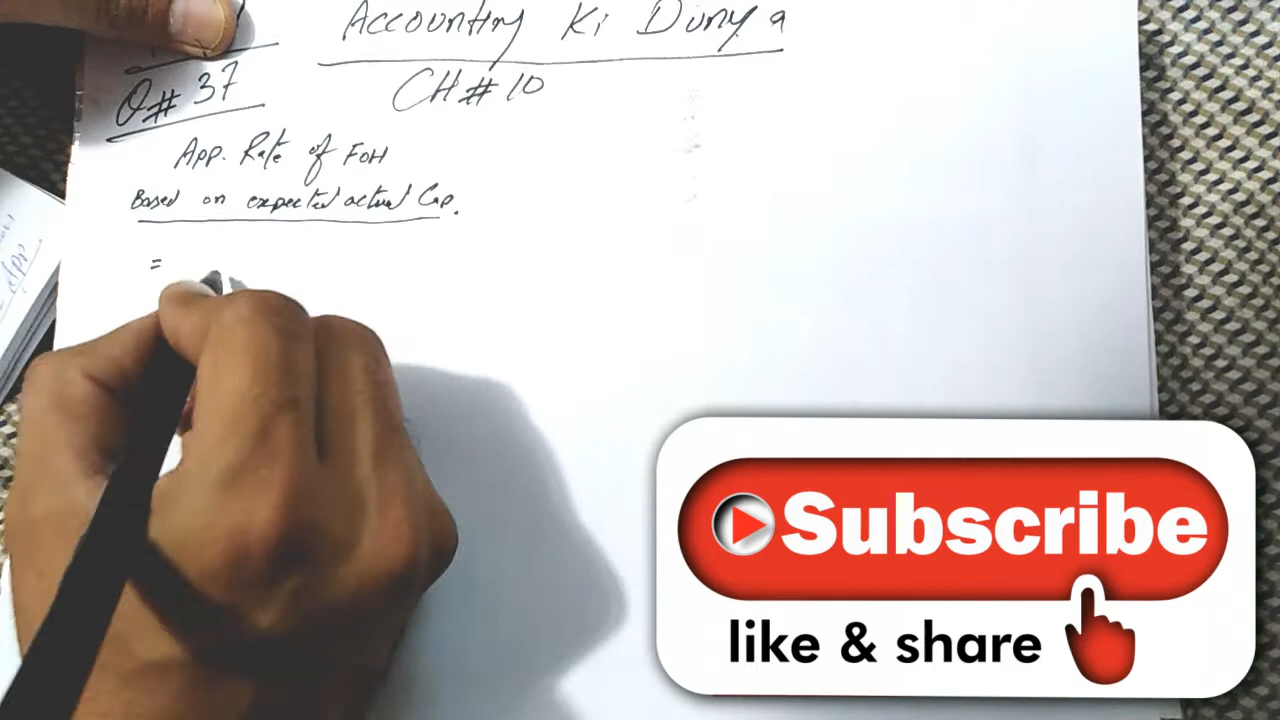 Accounting Ki Dunya
Q# 37
CH# 10
App. Rate of FOH
Based on expected actual Cap.
=
Subscribe
like & share